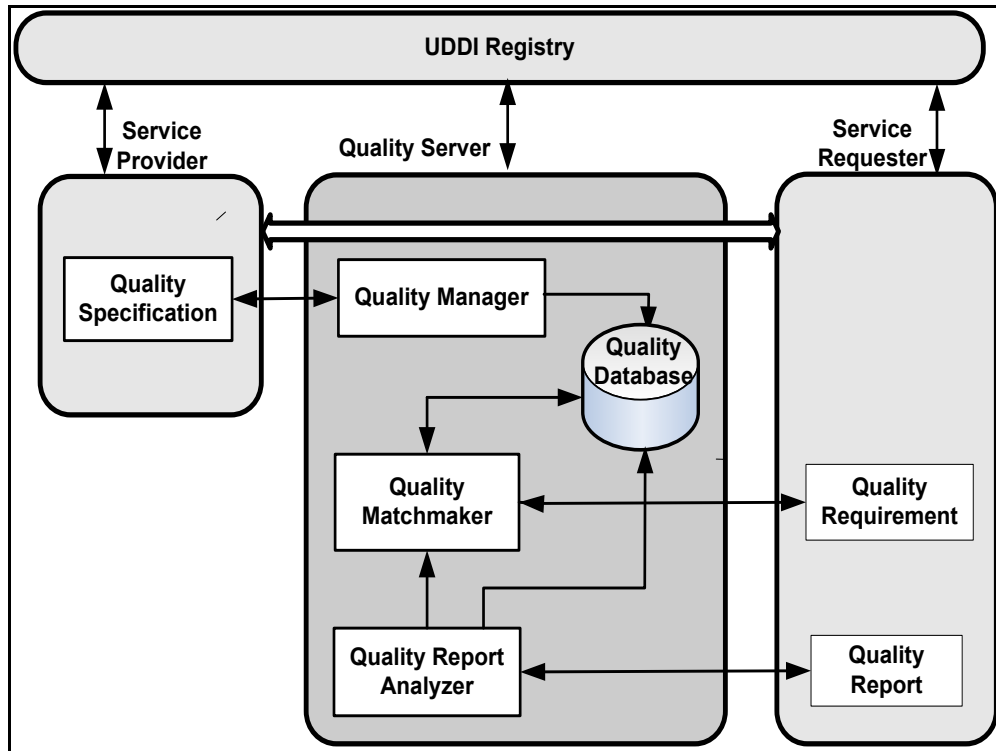 UDDI Registry
Service
Provider
Quality Server
Service
Requester
Quality
Specification
Quality Manager
Quality
Database
Quality
Matchmaker
Quality
Requirement
Quality Report
Analyzer
Quality
Report